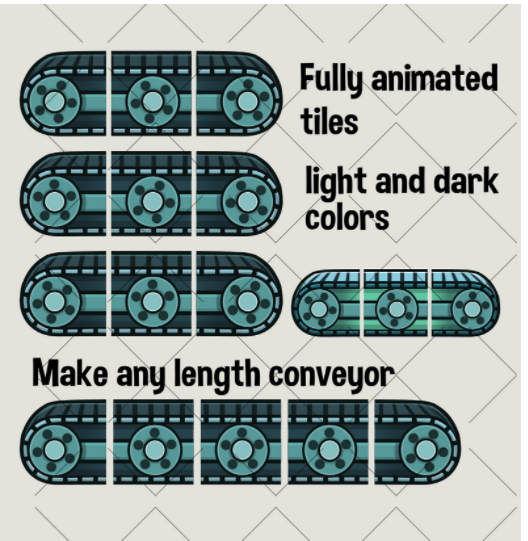 Fully animated
tiles
light and dark
colors
Make any length conveyor